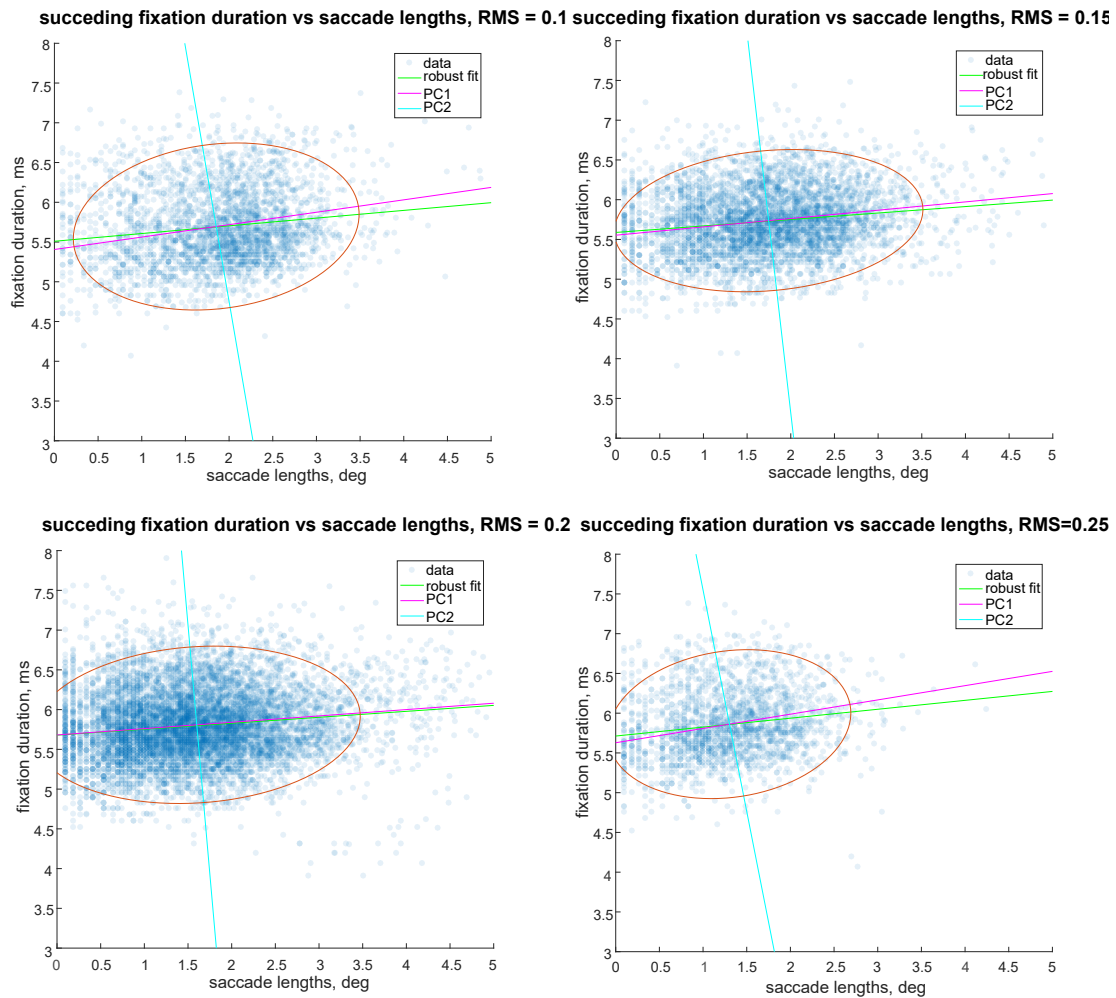 succeding fixation duration vs saccade lengths, RMS = 0.1
8
7.5
7
6.5
6
5.5
5
4.5
4
3.5
3
fixation duration, ms
data
robust fit
PC1
PC2
0 0.5 1 1.5 2 2.5 3 3.5 4 4.5 5
saccade lengths, deg
succeding fixation duration vs saccade lengths, RMS = 0.15
8
7.5
7
6.5
6
5.5
5
4.5
4
3.5
3
fixation duration, ms
data
robust fit
PC1
PC2
0 0.5 1 1.5 2 2.5 3 3.5 4 4.5 5
saccade lengths, deg
succeding fixation duration vs saccade lengths, RMS = 0.2
8
7.5
7
6.5
6
5.5
5
4.5
4
3.5
3
fixation duration, ms
data
robust fit
PC1
PC2
0 0.5 1 1.5 2 2.5 3 3.5 4 4.5 5
saccade lengths, deg
succeding fixation duration vs saccade lengths, RMS=0.25
8
7.5
7
6.5
6
5.5
5
4.5
4
3.5
3
fixation duration, ms
data
robust fit
PC1
PC2
0 0.5 1 1.5 2 2.5 3 3.5 4 4.5 5
saccade lengths, deg